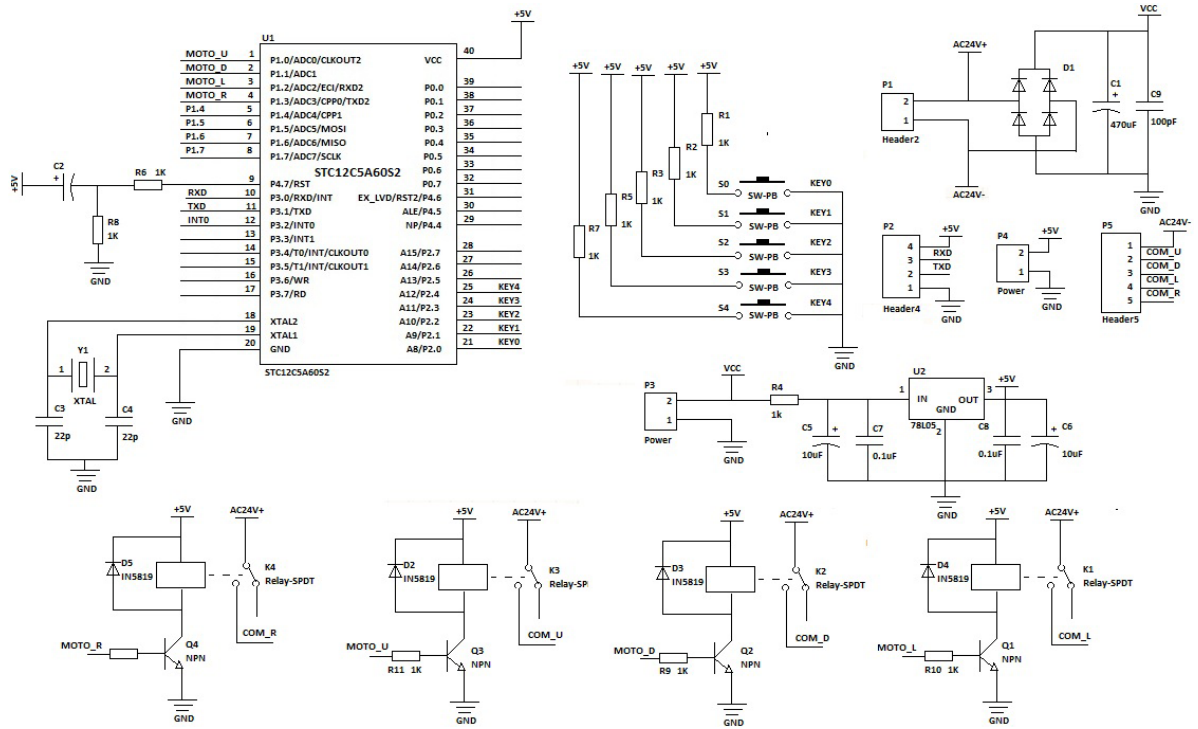 U1
+5V
MOTO_U 1 P1.0/ADC0/CLKOUT2 VCC 40
MOTO_D 2 P1.1/ADC1
MOTO_L 3 P1.2/ADC2/ECI/RXD2 P0.0 39
MOTO_R 4 P1.3/ADC3/CPP0/TXD2 P0.1 38
P1.4 5 P1.4/ADC4/CPP1 P0.2 37
P1.5 6 P1.5/ADC5/MOSI P0.3 36
P1.6 7 P1.6/ADC6/MISO P0.4 35
P1.7 8 P1.7/ADC7/SCLK P0.5 34
STC12C5A60S2 P0.6 33
9 P4.7/RST P0.7 32
RXD 10 P3.0/RXD/INT EX_LVD/RST2/P4.6 31
TXD 11 P3.1/TXD ALE/P4.5 30
INT0 12 P3.2/INT0 NP/P4.4 29
13 P3.3/INT1
14 P3.4/T0/INT/CLKOUT0 A15/P2.7 28
15 P3.5/T1/INT/CLKOUT1 A14/P2.6 27
16 P3.6/WR A13/P2.5 26
17 P3.7/RD A12/P2.4 25 KEY4
A11/P2.3 24 KEY3
18 XTAL2 A10/P2.2 23 KEY2
19 XTAL1 A9/P2.1 22 KEY1
20 GND A8/P2.0 21 KEY0
STC12C5A60S2
+5V
C2
+
R6 1K
R8
1K
GND
Y1
1 2
XTAL
C3
22p
C4
22p
GND
GND
+5V +5V +5V +5V +5V
R1
1K
R2
1K
R3
1K
R5
1K
R7
1K
S0 SW-PB KEY0
S1 SW-PB KEY1
S2 SW-PB KEY2
S3 SW-PB KEY3
S4 SW-PB KEY4
GND
VCC
AC24V+
P1
2
1
Header2
D1
C1
+
470uF
C9
100pF
AC24V-
GND
P2
4 +5V
3 RXD
2 TXD
1
Header4
GND
P4
+5V
2
1
Power
GND
P5
AC24V-
1
2 COM_U
3 COM_D
4 COM_L
5 COM_R
Header5
P3
2
1
Power
VCC
GND
R4
1k
U2
1 IN OUT 3
GND
78L05 2
+5V
C5
+
10uF
C7
0.1uF
C8
0.1uF
C6
+
10uF
GND
+5V AC24V+
D5
IN5819
K4
Relay-SPDT
COM_R
MOTO_R
Q4
NPN
GND
+5V AC24V+
D2
IN5819
K3
Relay-SPI
COM_U
MOTO_U
R11 1K
Q3
NPN
GND
+5V AC24V+
D3
IN5819
K2
Relay-SPDT
COM_D
MOTO_D
R9 1K
Q2
NPN
GND
+5V AC24V+
D4
IN5819
K1
Relay-SPDT
COM_L
MOTO_L
R10 1K
Q1
NPN
GND